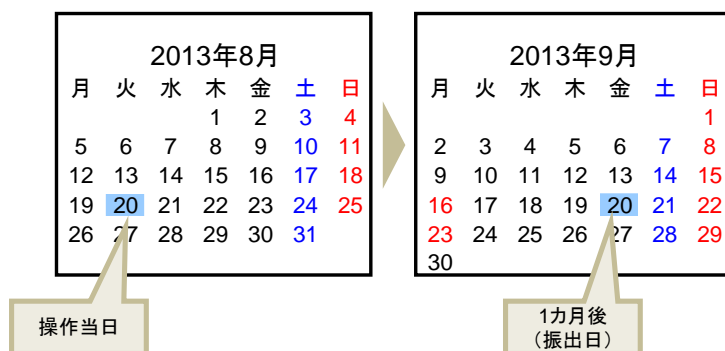 2013年8月
月 火 水 木 金 土 日
1 2 3 4
5 6 7 8 9 10 11
12 13 14 15 16 17 18
19 20 21 22 23 24 25
26 27 28 29 30 31
操作当日
2013年9月
月 火 水 木 金 土 日
1
2 3 4 5 6 7 8
9 10 11 12 13 14 15
16 17 18 19 20 21 22
23 24 25 26 27 28 29
30
1カ月後
（振出日）